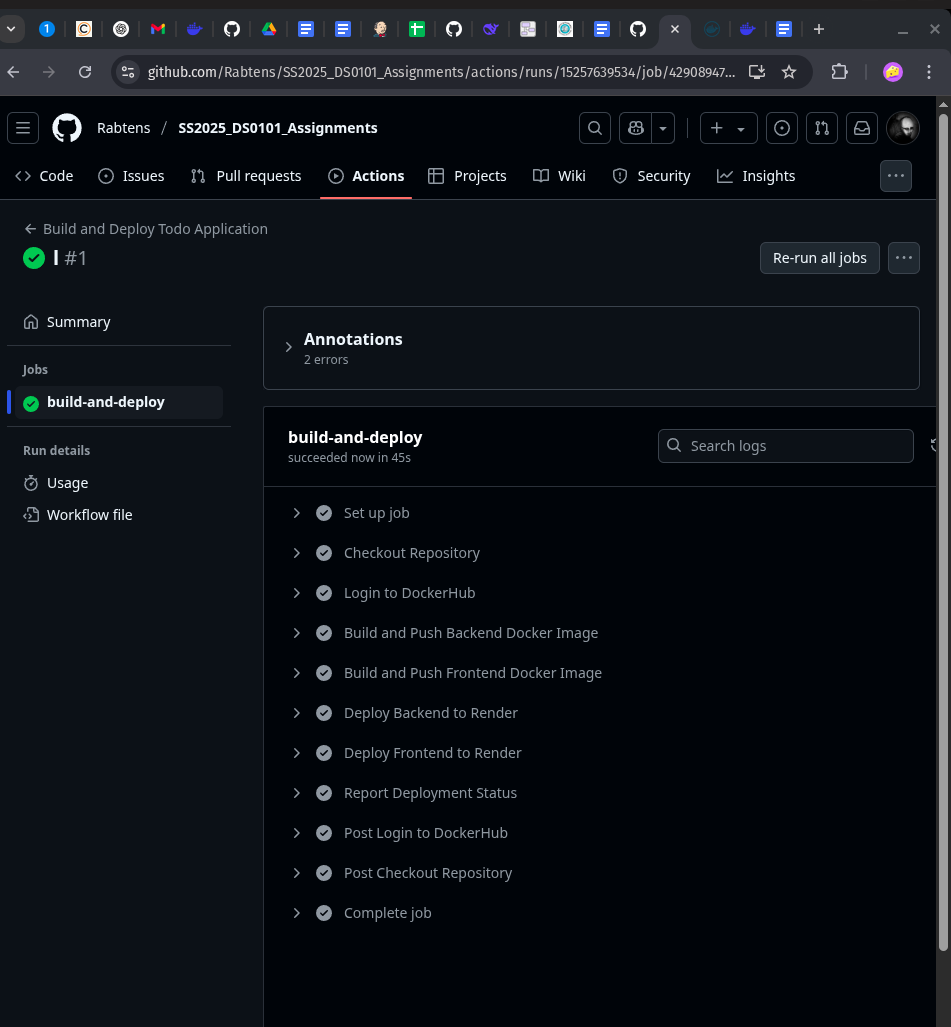 github.com/Rabtens/SS2025_DS0101_Assignments/actions/runs/15257639534/job/42908947...
Rabtens / SS2025_DS0101_Assignments
Code Issues Pull requests Actions Projects Wiki Security Insights
Build and Deploy Todo Application
l #1
Re-run all jobs
Summary
Jobs
build-and-deploy
Run details
Usage
Workflow file
Annotations
2 errors
build-and-deploy
succeeded now in 45s
Search logs
Set up job
Checkout Repository
Login to DockerHub
Build and Push Backend Docker Image
Build and Push Frontend Docker Image
Deploy Backend to Render
Deploy Frontend to Render
Report Deployment Status
Post Login to DockerHub
Post Checkout Repository
Complete job